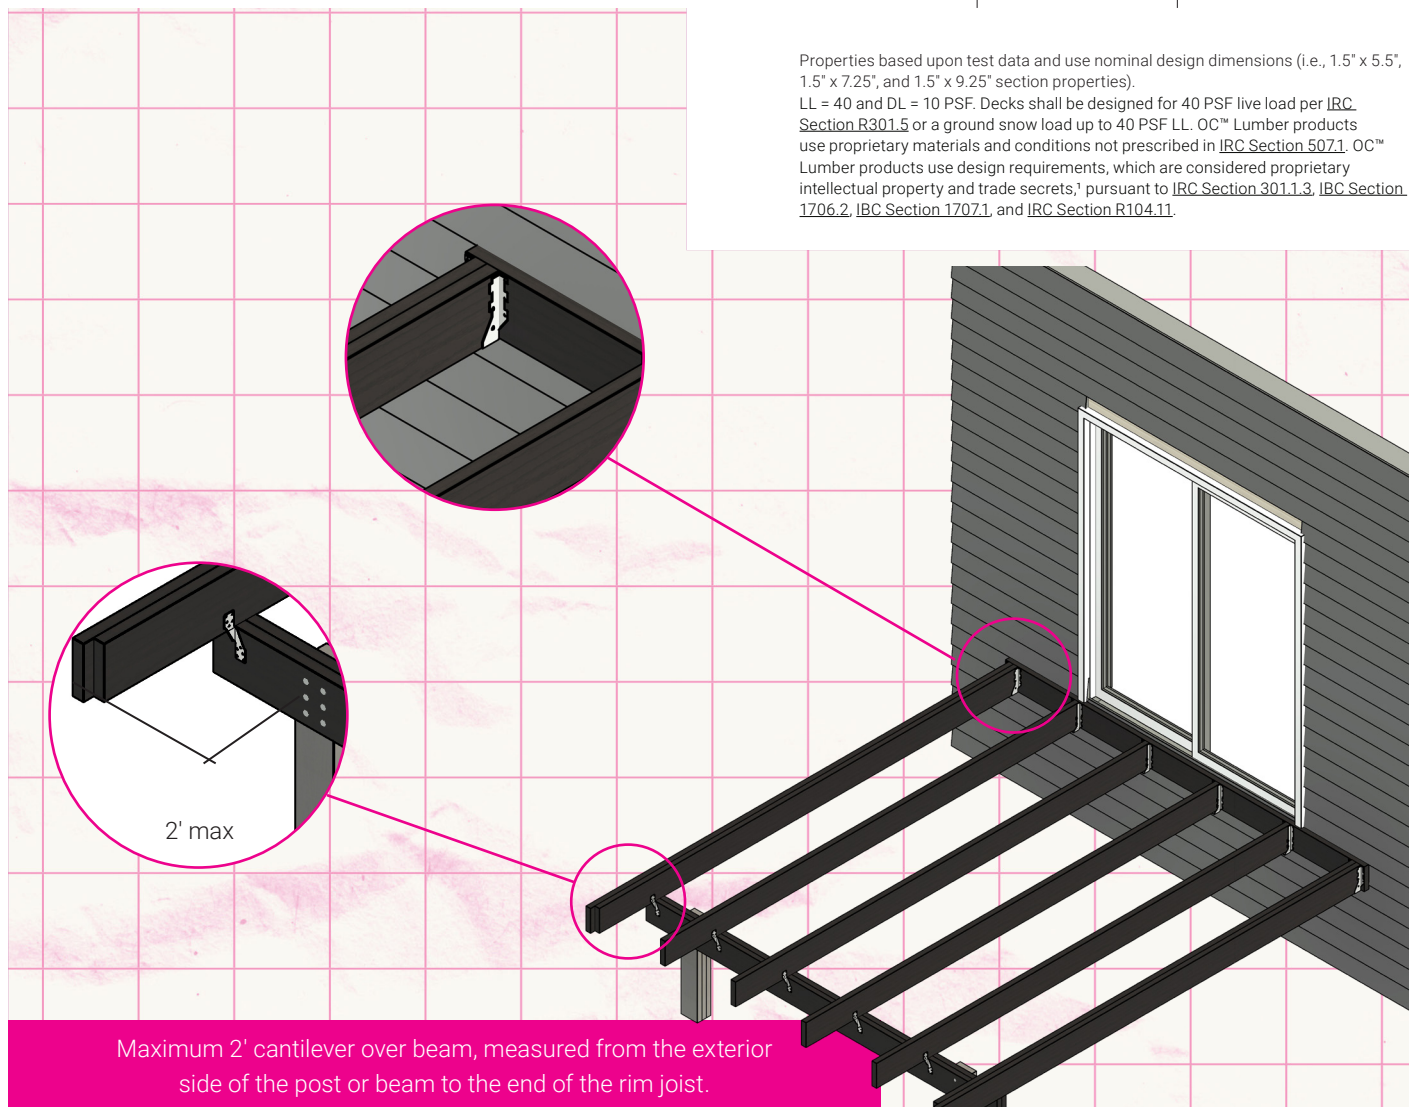 Properties based upon test data and use nominal design dimensions (i.e., 1.5" x 5.5",
1.5" x 7.25", and 1.5" x 9.25" section properties).
LL = 40 and DL = 10 PSF. Decks shall be designed for 40 PSF live load per IRC
Section R301.5 or a ground snow load up to 40 PSF LL. OC™ Lumber products
use proprietary materials and conditions not prescribed in IRC Section 507.1. OC™
Lumber products use design requirements, which are considered proprietary
intellectual property and trade secrets,¹ pursuant to IRC Section 301.1.3, IBC Section
1706.2, IBC Section 1707.1, and IRC Section R104.11.
2' max
Maximum 2' cantilever over beam, measured from the exterior
side of the post or beam to the end of the rim joist.